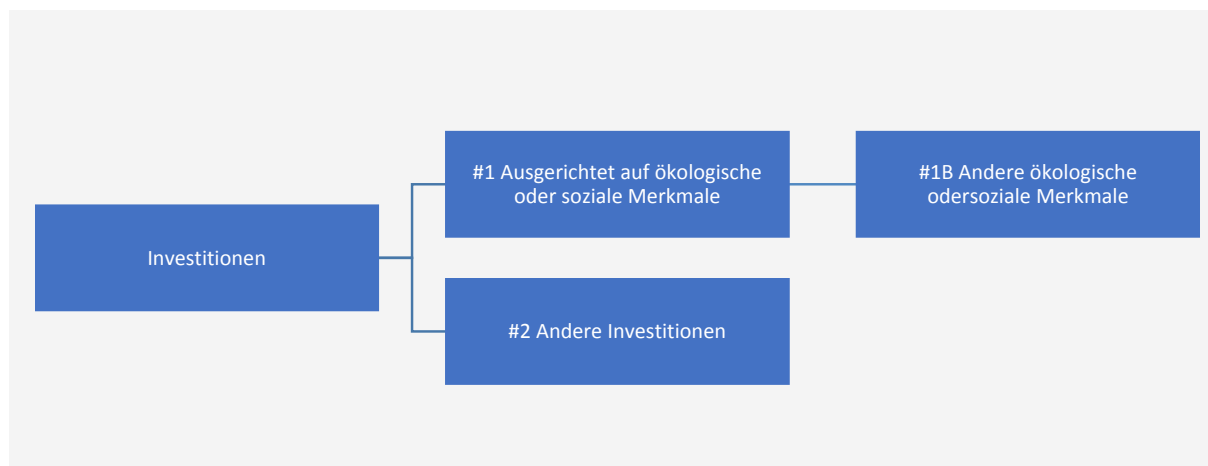 #1 Ausgerichtet auf ökologische
oder soziale Merkmale
#1B Andere ökologische
odersoziale Merkmale
Investitionen
#2 Andere Investitionen